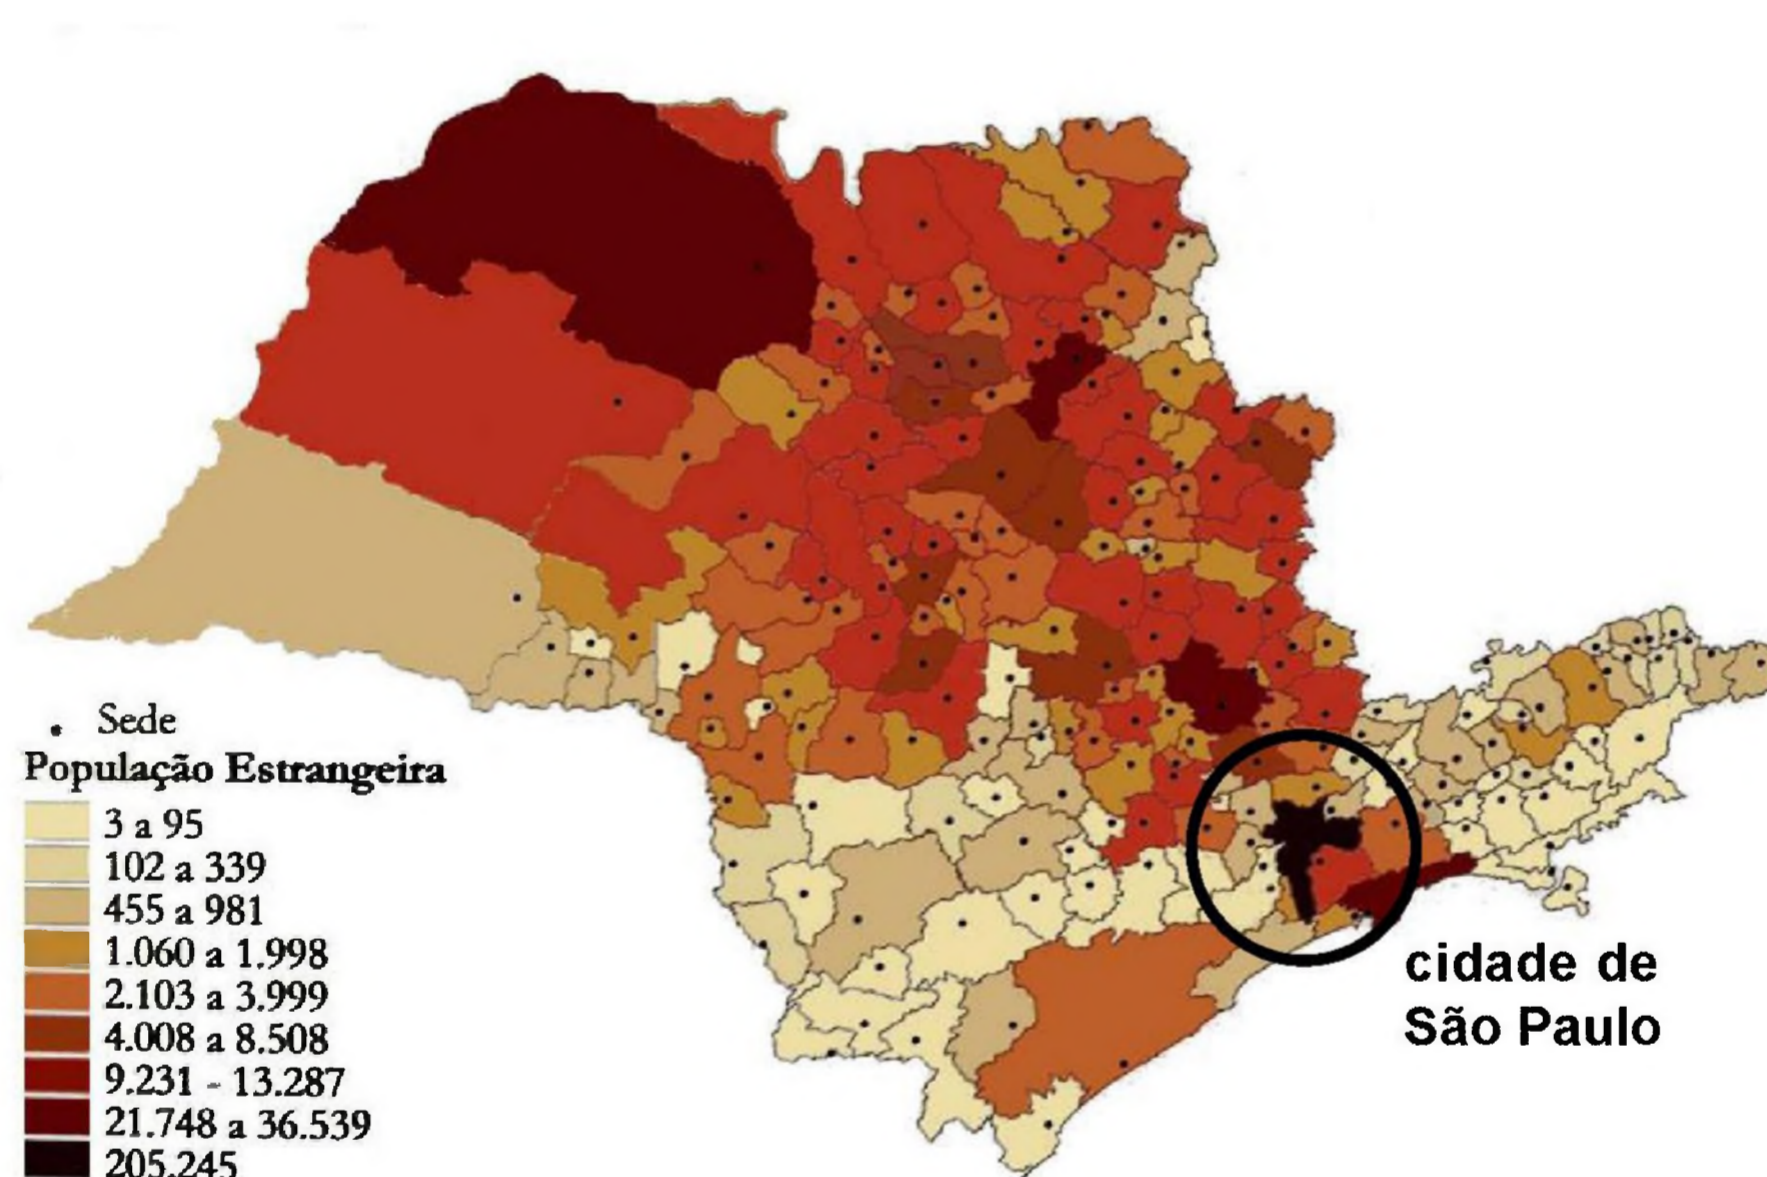 Sede
População Estrangeira
3 a 95
102 a 339
455 a 981
1.060 a 1.998
2.103 a 3.999
4.008 a 8.508
9.231 - 13.287
21.748 a 36.539
205.245
cidade de
São Paulo